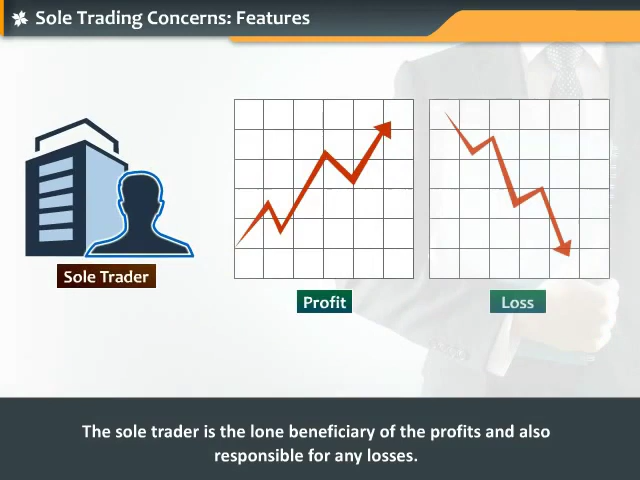 Sole Trading Concerns: Features
Sole Trader
Profit
Loss
The sole trader is the lone beneficiary of the profits and also
responsible for any losses.